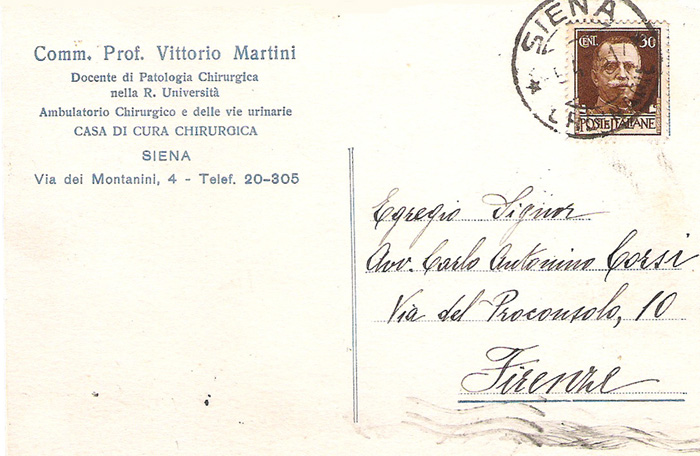 Comm. Prof. Vittorio Martini
Docente di Patologia Chirurgica
nella R. Università
Ambulatorio Chirurgico e delle vie urinarie
CASA DI CURA CHIRURGICA
SIENA
Via dei Montanini, 4 - Telef. 20-305
SIENA
CENT. 30
POSTE ITALIANE
Egregio Signor
Avv. Carlo Antonino Corsi
Via del Proconsolo, 10
Firenze